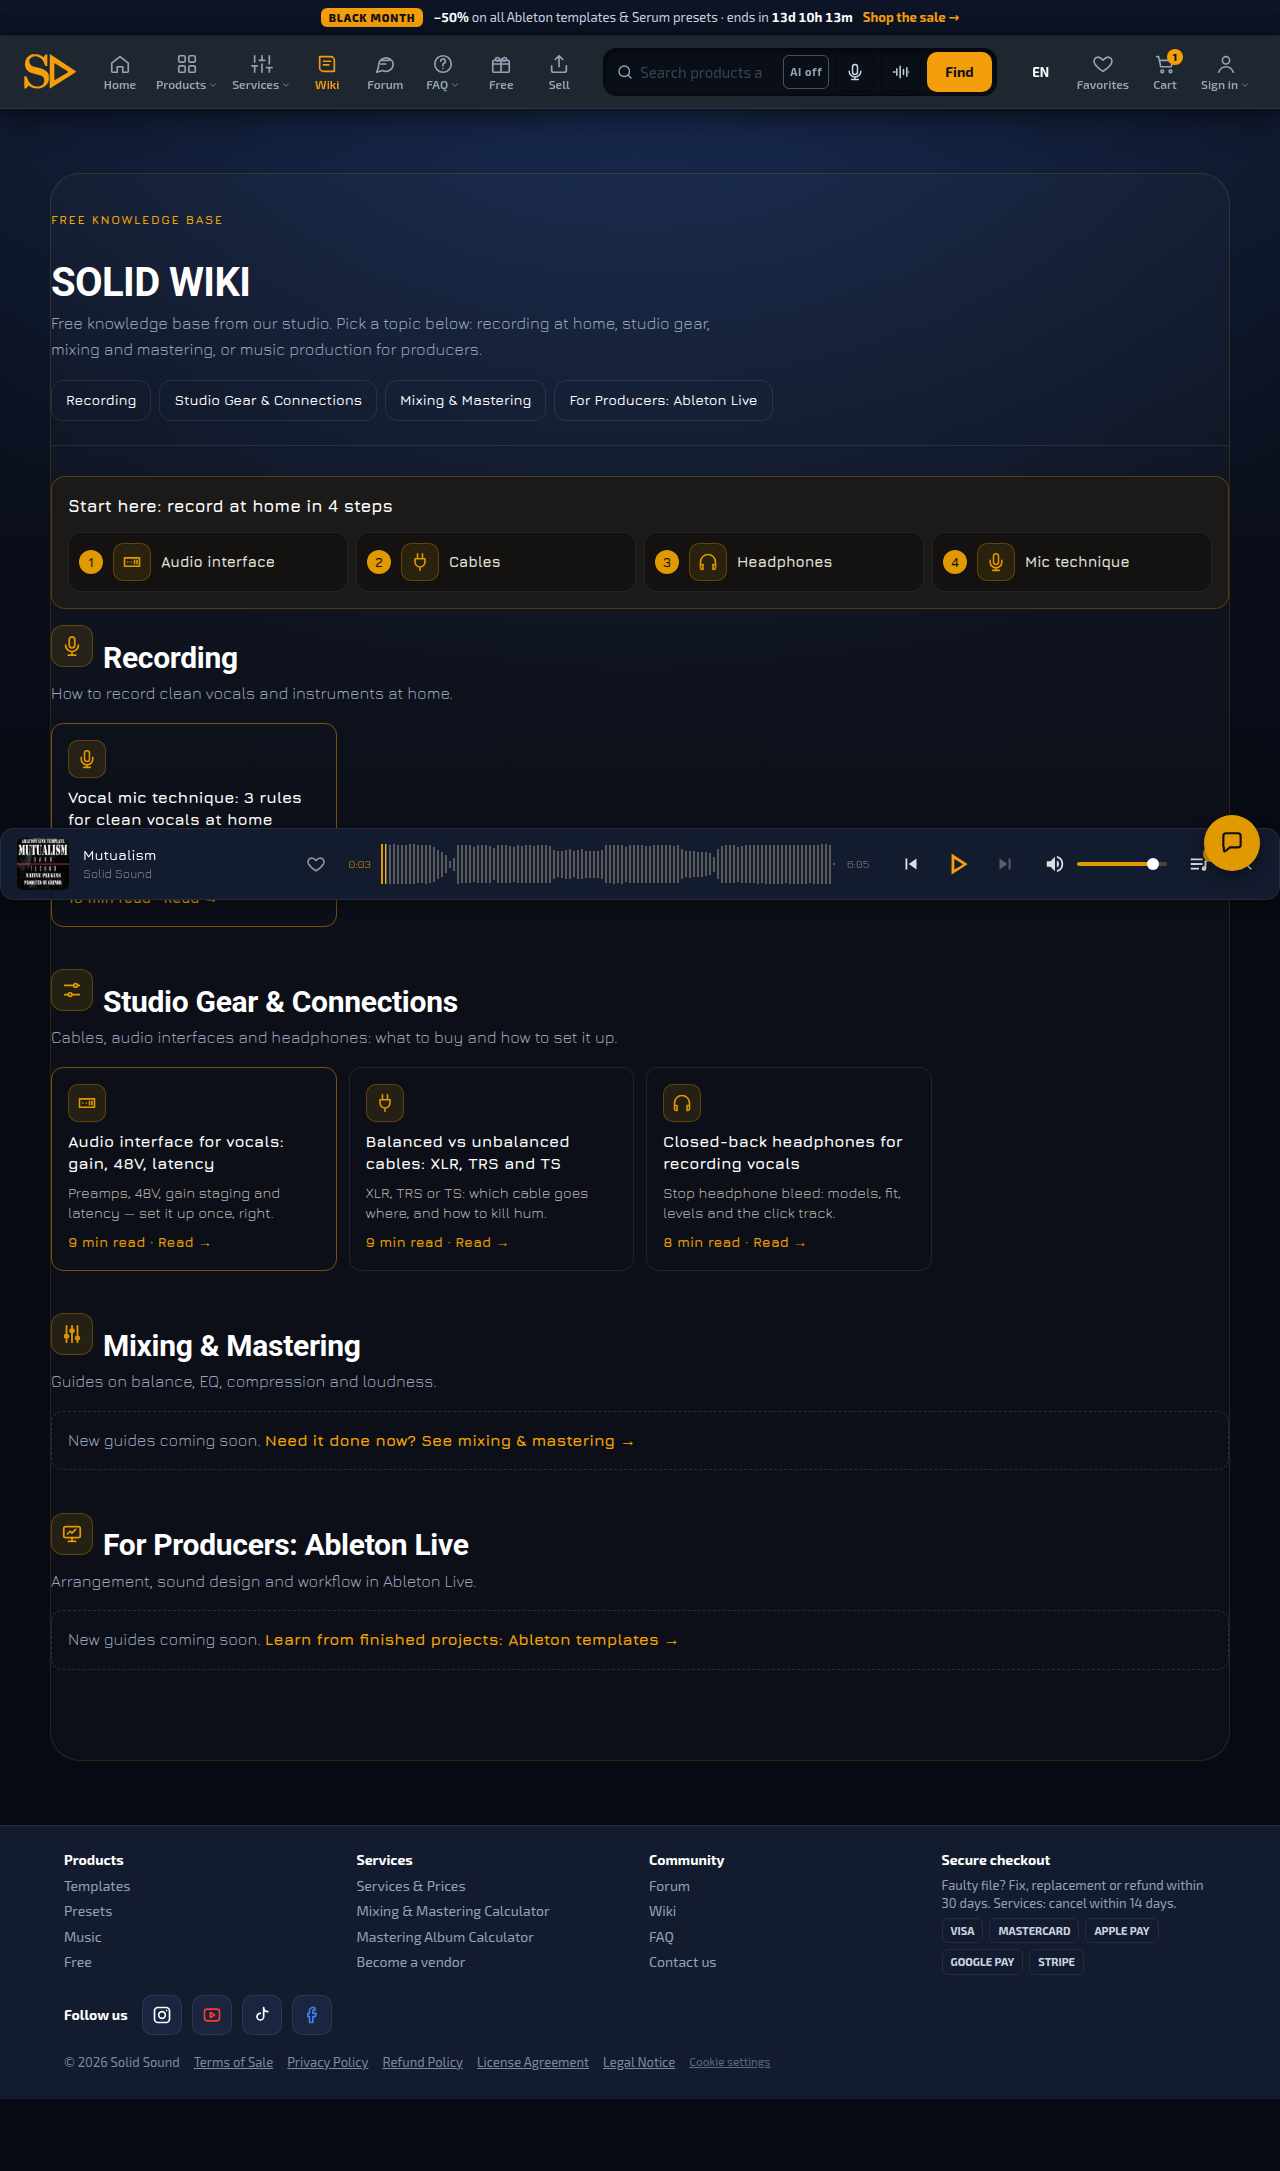 BLACK MONTH –50% on all Ableton templates & Serum presets · ends in 13d 10h 13m Shop the sale →
SD
Home
Products
Services
Wiki
Forum
FAQ
Free
Sell
Search products a
AI off
Find
EN
Favorites
1
Cart
Sign in
FREE KNOWLEDGE BASE
SOLID WIKI
Free knowledge base from our studio. Pick a topic below: recording at home, studio gear,
mixing and mastering, or music production for producers.
Recording
Studio Gear & Connections
Mixing & Mastering
For Producers: Ableton Live
Start here: record at home in 4 steps
1 Audio interface
2 Cables
3 Headphones
4 Mic technique
Recording
How to record clean vocals and instruments at home.
Vocal mic technique: 3 rules
for clean vocals at home
MUTUALISM
Mutualism
Solid Sound
0:03
6:05
Studio Gear & Connections
Cables, audio interfaces and headphones: what to buy and how to set it up.
Audio interface for vocals:
gain, 48V, latency
Preamps, 48V, gain staging and
latency — set it up once, right.
9 min read · Read →
Balanced vs unbalanced
cables: XLR, TRS and TS
XLR, TRS or TS: which cable goes
where, and how to kill hum.
9 min read · Read →
Closed-back headphones for
recording vocals
Stop headphone bleed: models, fit,
levels and the click track.
8 min read · Read →
Mixing & Mastering
Guides on balance, EQ, compression and loudness.
New guides coming soon. Need it done now? See mixing & mastering →
For Producers: Ableton Live
Arrangement, sound design and workflow in Ableton Live.
New guides coming soon. Learn from finished projects: Ableton templates →
Products
Templates
Presets
Music
Free
Services
Services & Prices
Mixing & Mastering Calculator
Mastering Album Calculator
Become a vendor
Community
Forum
Wiki
FAQ
Contact us
Secure checkout
Faulty file? Fix, replacement or refund within
30 days. Services: cancel within 14 days.
VISA MASTERCARD APPLE PAY
GOOGLE PAY STRIPE
Follow us
© 2026 Solid Sound Terms of Sale Privacy Policy Refund Policy License Agreement Legal Notice Cookie settings